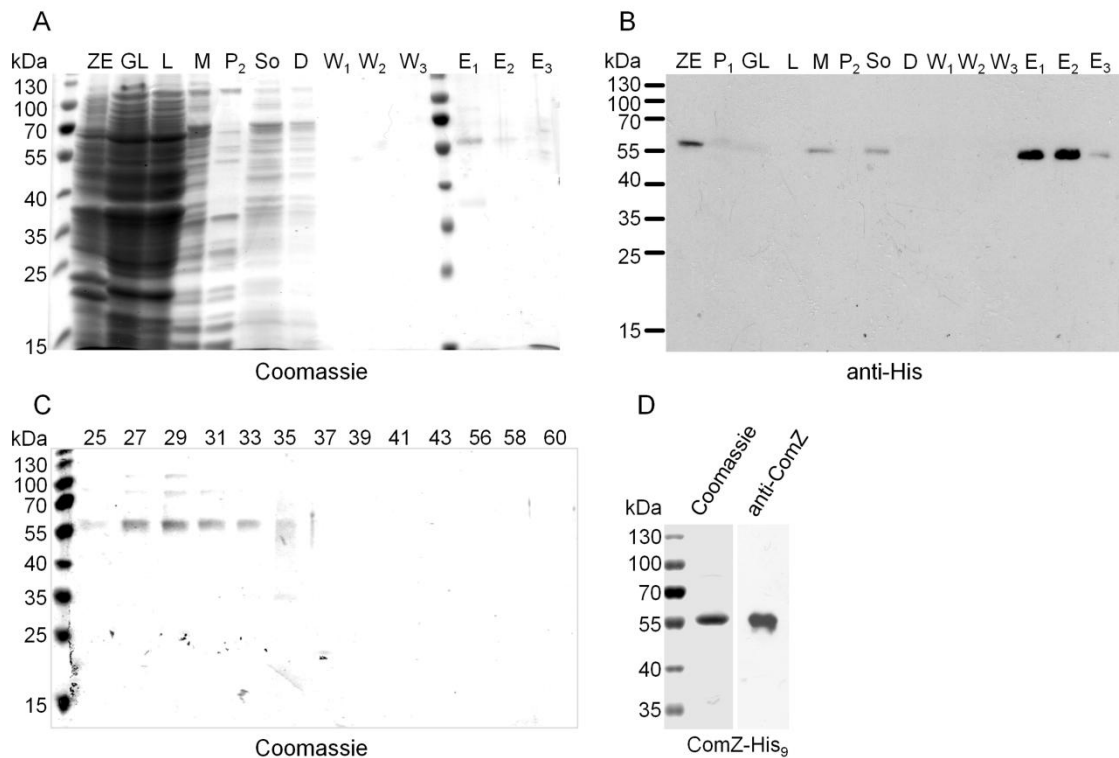 A
kDa ZE GL L M P₂ So D W₁ W₂ W₃ E₁ E₂ E₃
130
100
70
55
40
35
25
15
Coomassie
B
kDa ZE P₁ GL L M P₂ So D W₁ W₂ W₃ E₁ E₂ E₃
130
100
70
55
40
35
25
15
anti-His
C
kDa 25 27 29 31 33 35 37 39 41 43 56 58 60
130
100
70
55
40
35
25
15
Coomassie
D
kDa Coomassie anti-ComZ
130
100
70
55
40
35
ComZ-His₉